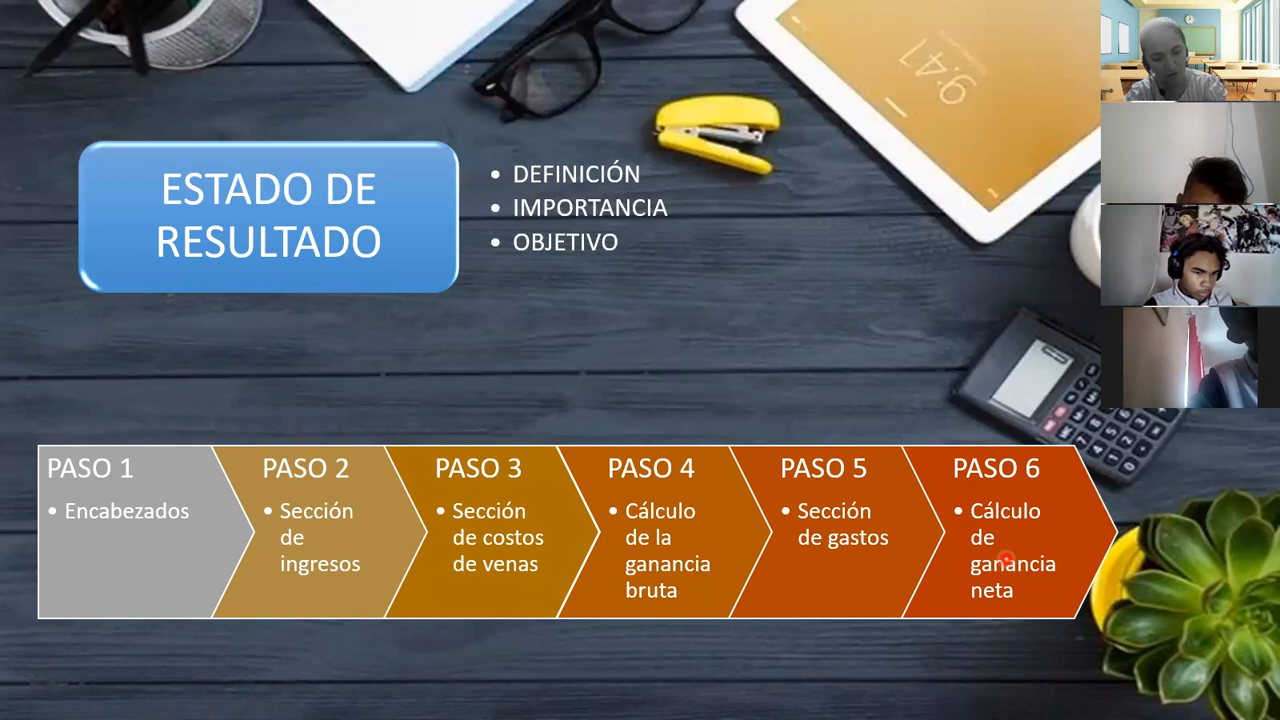 9:41
ESTADO DE
RESULTADO
• DEFINICIÓN
• IMPORTANCIA
• OBJETIVO
PASO 1
• Encabezados
PASO 2
• Sección
de
ingresos
PASO 3
• Sección
de costos
de venas
PASO 4
• Cálculo
de la
ganancia
bruta
PASO 5
• Sección
de gastos
PASO 6
• Cálculo
de
ganancia
neta